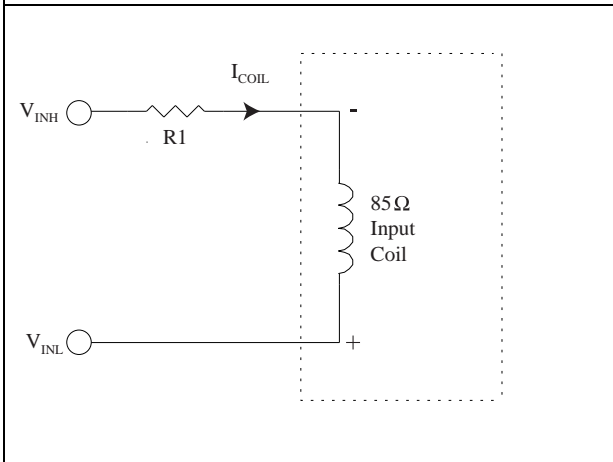 I_COIL
V_INH
-
R1
85Ω
Input
Coil
V_INL
+